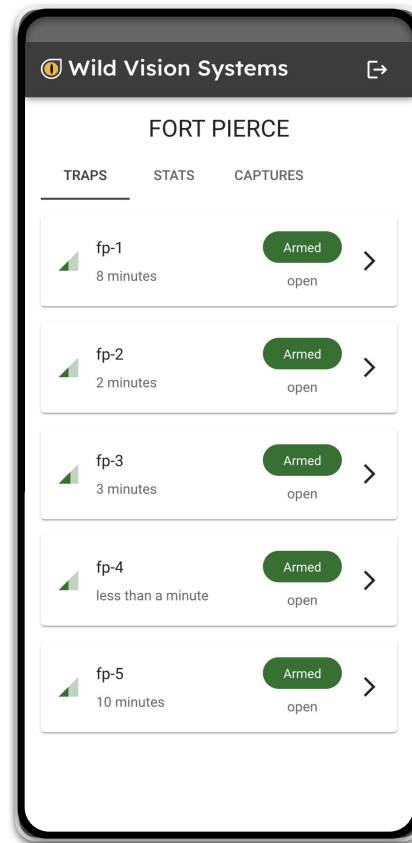 Wild Vision Systems
FORT PIERCE
TRAPS STATS CAPTURES
fp-1 Armed
8 minutes open
fp-2 Armed
2 minutes open
fp-3 Armed
3 minutes open
fp-4 Armed
less than a minute open
fp-5 Armed
10 minutes open